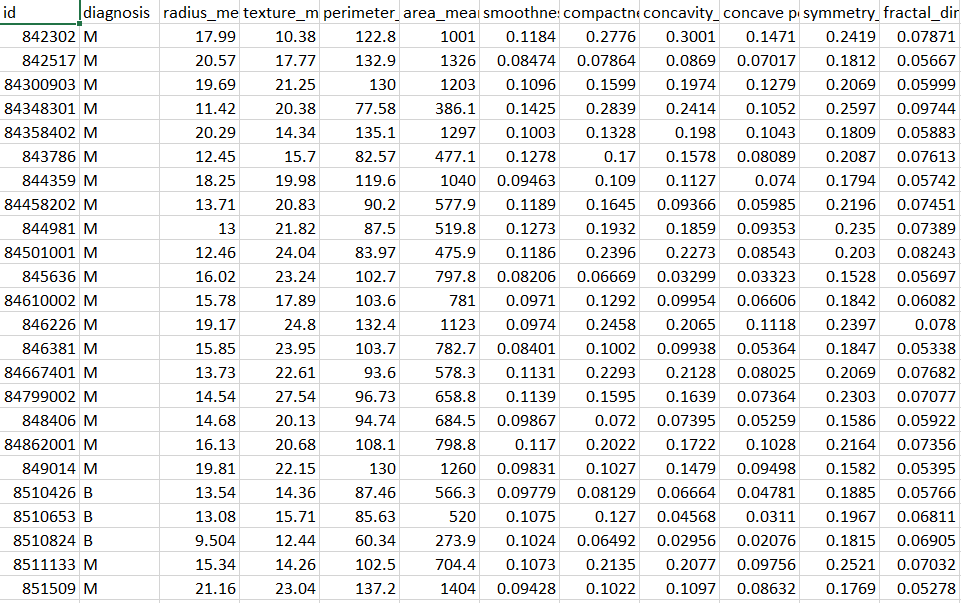 id diagnosis radius_me texture_m perimeter_ area_mea smoothne compactne concavity_ concave po symmetry_ fractal_dir
842302 M 17.99 10.38 122.8 1001 0.1184 0.2776 0.3001 0.1471 0.2419 0.07871
842517 M 20.57 17.77 132.9 1326 0.08474 0.07864 0.0869 0.07017 0.1812 0.05667
84300903 M 19.69 21.25 130 1203 0.1096 0.1599 0.1974 0.1279 0.2069 0.05999
84348301 M 11.42 20.38 77.58 386.1 0.1425 0.2839 0.2414 0.1052 0.2597 0.09744
84358402 M 20.29 14.34 135.1 1297 0.1003 0.1328 0.198 0.1043 0.1809 0.05883
843786 M 12.45 15.7 82.57 477.1 0.1278 0.17 0.1578 0.08089 0.2087 0.07613
844359 M 18.25 19.98 119.6 1040 0.09463 0.109 0.1127 0.074 0.1794 0.05742
84458202 M 13.71 20.83 90.2 577.9 0.1189 0.1645 0.09366 0.05985 0.2196 0.07451
844981 M 13 21.82 87.5 519.8 0.1273 0.1932 0.1859 0.09353 0.235 0.07389
84501001 M 12.46 24.04 83.97 475.9 0.1186 0.2396 0.2273 0.08543 0.203 0.08243
845636 M 16.02 23.24 102.7 797.8 0.08206 0.06669 0.03299 0.03323 0.1528 0.05697
84610002 M 15.78 17.89 103.6 781 0.0971 0.1292 0.09954 0.06606 0.1842 0.06082
846226 M 19.17 24.8 132.4 1123 0.0974 0.2458 0.2065 0.1118 0.2397 0.078
846381 M 15.85 23.95 103.7 782.7 0.08401 0.1002 0.09938 0.05364 0.1847 0.05338
84667401 M 13.73 22.61 93.6 578.3 0.1131 0.2293 0.2128 0.08025 0.2069 0.07682
84799002 M 14.54 27.54 96.73 658.8 0.1139 0.1595 0.1639 0.07364 0.2303 0.07077
848406 M 14.68 20.13 94.74 684.5 0.09867 0.072 0.07395 0.05259 0.1586 0.05922
84862001 M 16.13 20.68 108.1 798.8 0.117 0.2022 0.1722 0.1028 0.2164 0.07356
849014 M 19.81 22.15 130 1260 0.09831 0.1027 0.1479 0.09498 0.1582 0.05395
8510426 B 13.54 14.36 87.46 566.3 0.09779 0.08129 0.06664 0.04781 0.1885 0.05766
8510653 B 13.08 15.71 85.63 520 0.1075 0.127 0.04568 0.0311 0.1967 0.06811
8510824 B 9.504 12.44 60.34 273.9 0.1024 0.06492 0.02956 0.02076 0.1815 0.06905
8511133 M 15.34 14.26 102.5 704.4 0.1073 0.2135 0.2077 0.09756 0.2521 0.07032
851509 M 21.16 23.04 137.2 1404 0.09428 0.1022 0.1097 0.08632 0.1769 0.05278